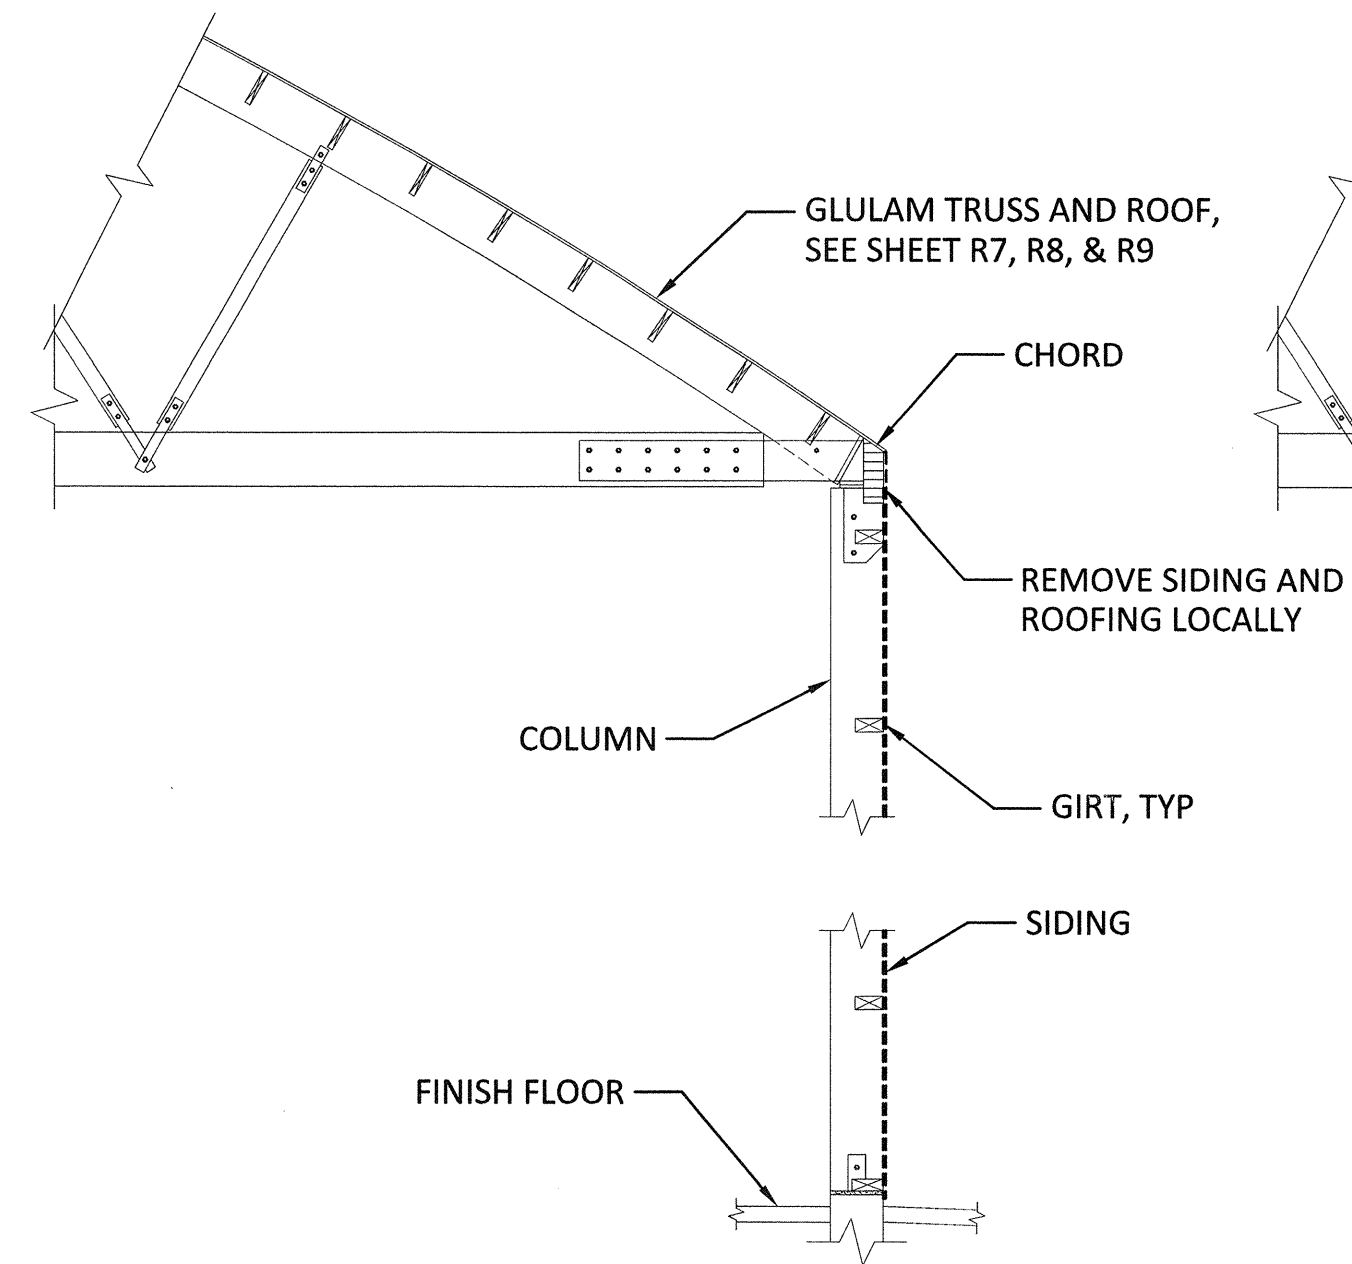 GLULAM TRUSS AND ROOF,
SEE SHEET R7, R8, & R9
CHORD
REMOVE SIDING AND
ROOFING LOCALLY
COLUMN
GIRT, TYP
SIDING
FINISH FLOOR